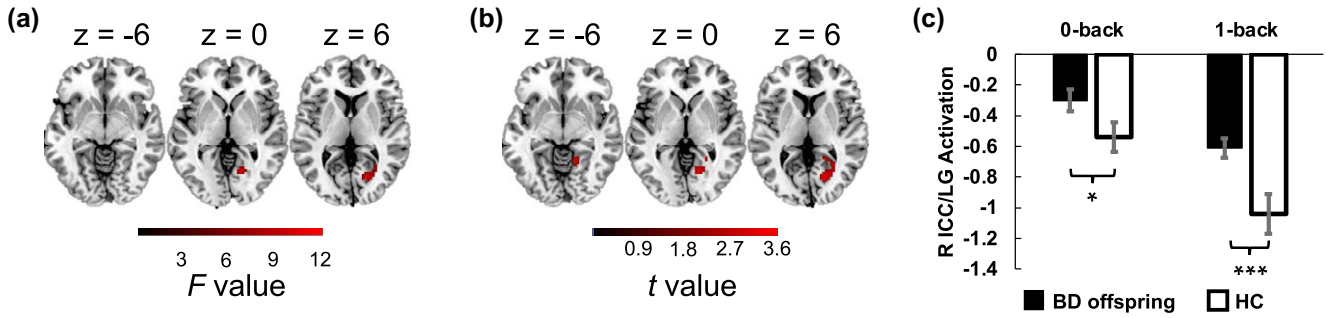 (a)
z = -6 z = 0 z = 6
3 6 9 12
F value
(b)
z = -6 z = 0 z = 6
0.9 1.8 2.7 3.6
t value
(c)
0-back 1-back
R ICC/LG Activation
0
-0.2
-0.4
-0.6
-0.8
-1
-1.2
-1.4
*
***
BD offspring HC